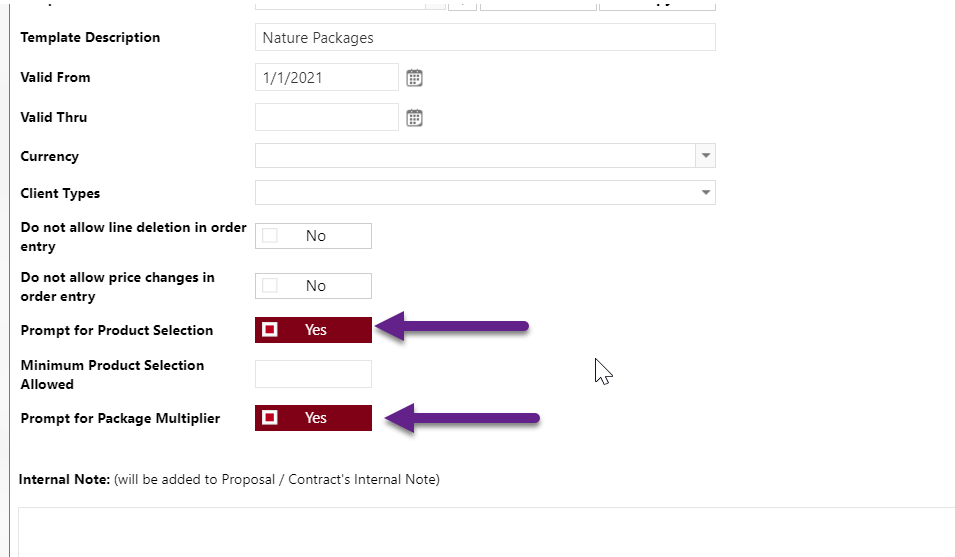 Template Description Nature Packages
Valid From 1/1/2021
Valid Thru
Currency
Client Types
Do not allow line deletion in order
entry No
Do not allow price changes in
order entry No
Prompt for Product Selection Yes
Minimum Product Selection
Allowed
Prompt for Package Multiplier Yes
Internal Note: (will be added to Proposal / Contract's Internal Note)